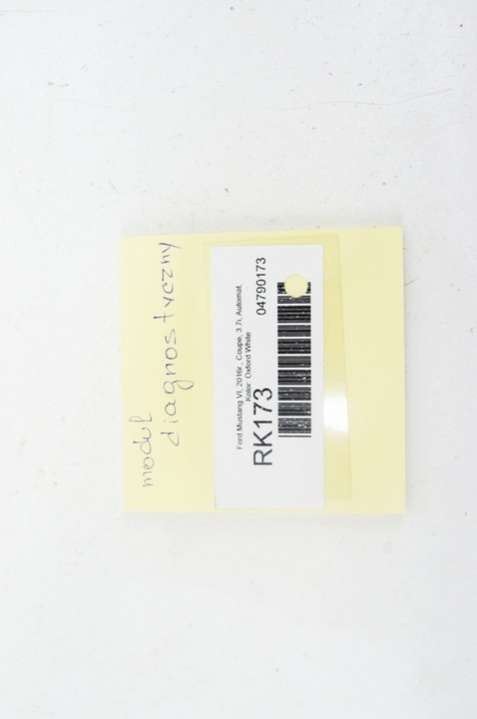 moduł
diagnostyczny
Ford Mustang VI, 2016r., Coupe, 3.7i, Automat,
Kolor: Oxford White
RK173
04790173